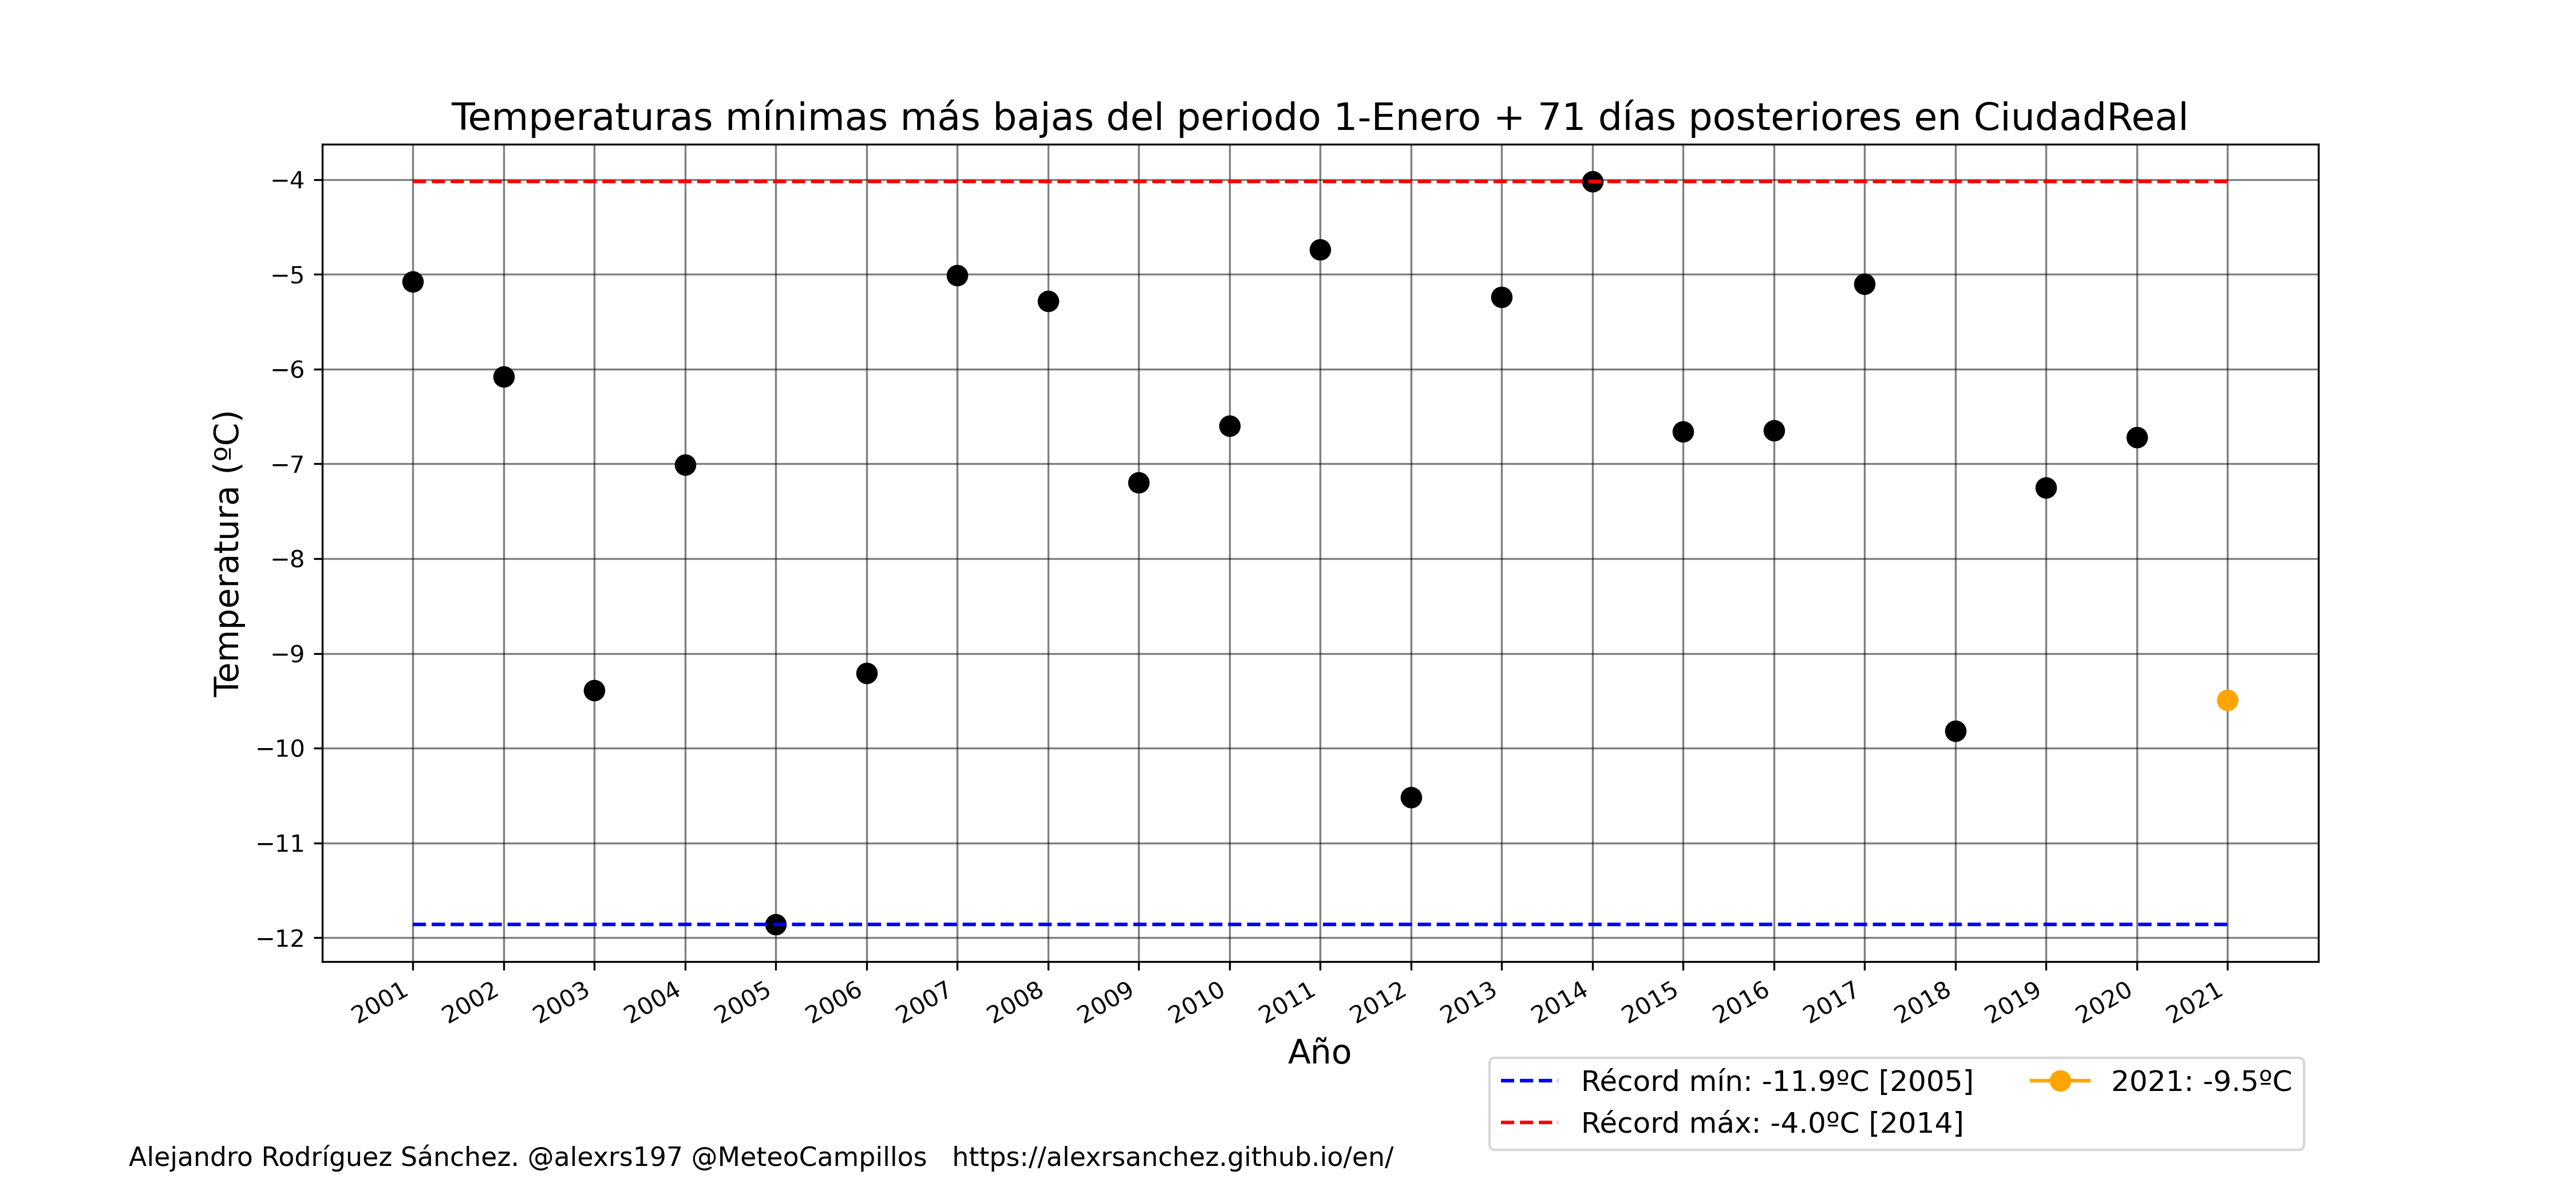 Temperaturas mínimas más bajas del periodo 1-Enero + 71 días posteriores en CiudadReal
Temperatura (ºC)
−4
−5
−6
−7
−8
−9
−10
−11
−12
2001 2002 2003 2004 2005 2006 2007 2008 2009 2010 2011 2012 2013 2014 2015 2016 2017 2018 2019 2020 2021
Año
Récord mín: -11.9ºC [2005]
Récord máx: -4.0ºC [2014]
2021: -9.5ºC
Alejandro Rodríguez Sánchez. @alexrs197 @MeteoCampillos https://alexrsanchez.github.io/en/